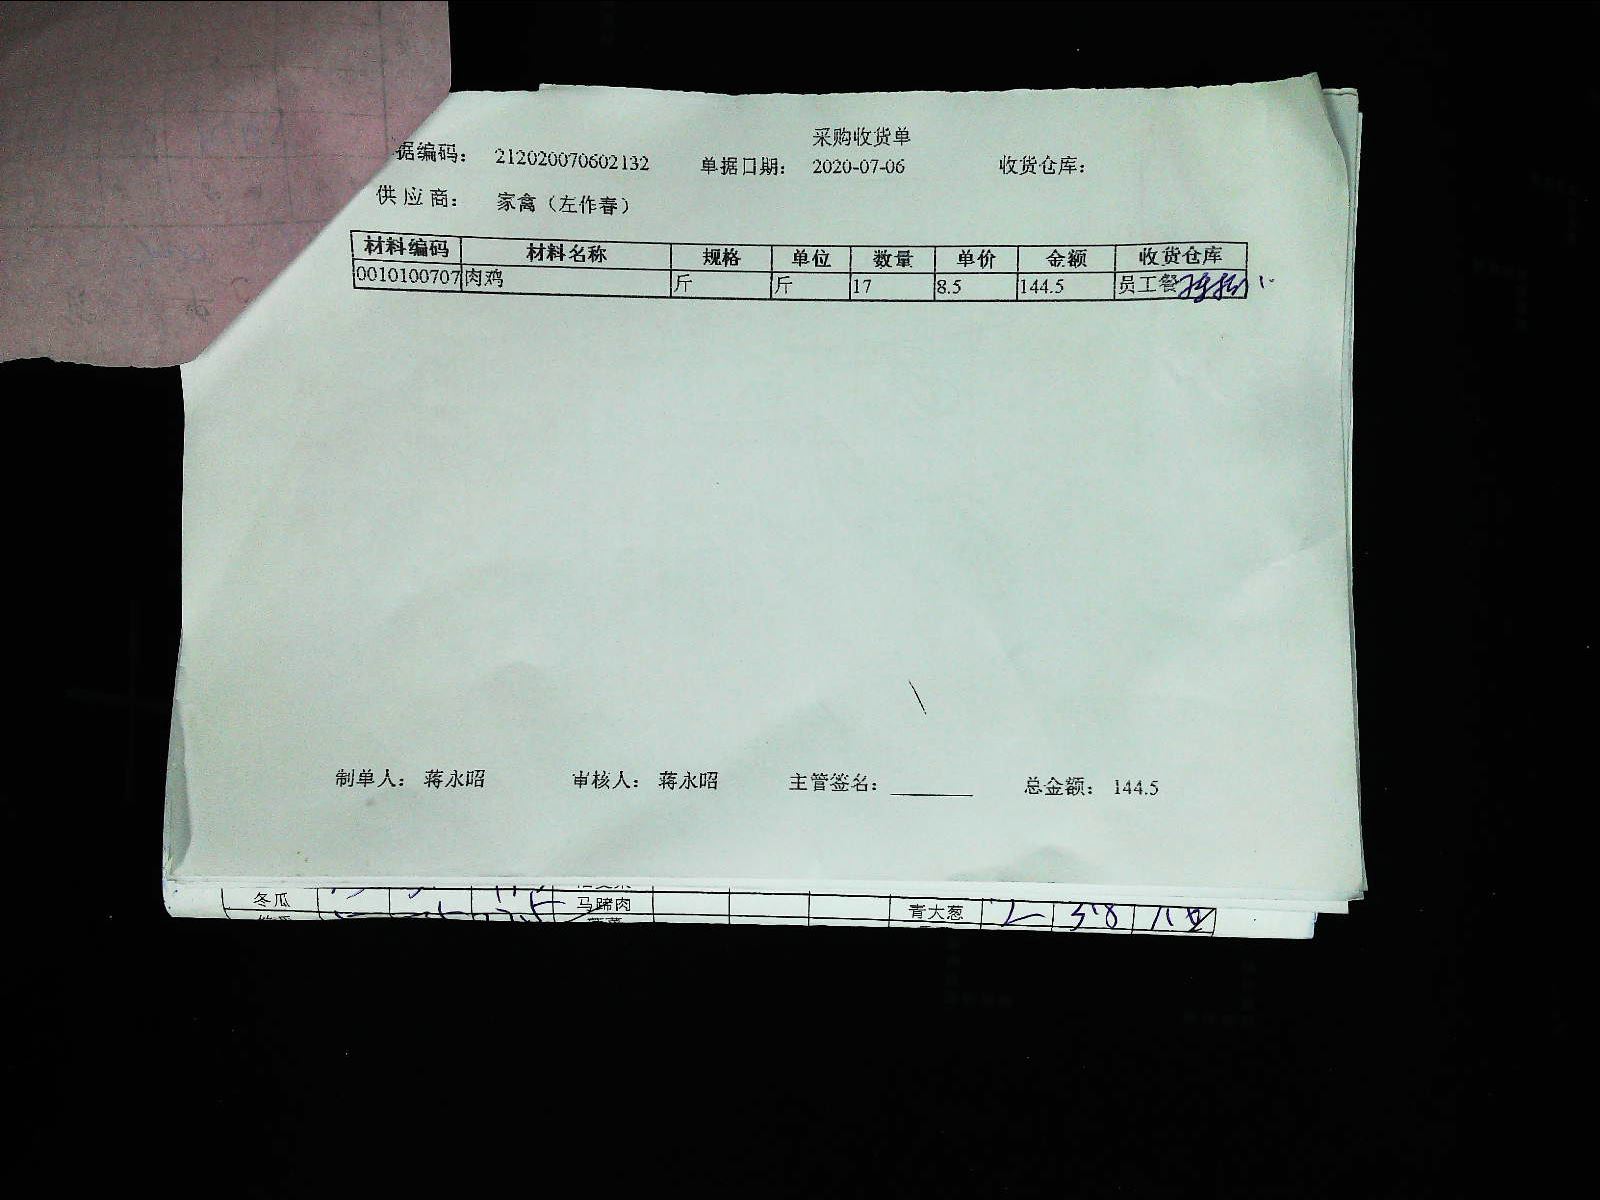 采购收货单
据编码： 212020070602132 单据日期： 2020-07-06 收货仓库：
供应商： 家禽（左作春）
材料编码 材料名称 规格 单位 数量 单价 金额 收货仓库
0010100707 肉鸡 斤 斤 17 8.5 144.5 员工餐
制单人： 蒋永昭 审核人： 蒋永昭 主管签名： 总金额： 144.5
冬瓜 马蹄肉 青大葱